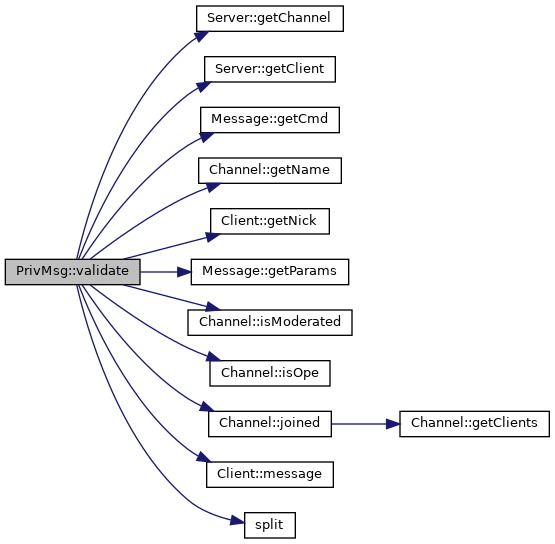 Server::getChannel
Server::getClient
Message::getCmd
Channel::getName
Client::getNick
PrivMsg::validate
Message::getParams
Channel::isModerated
Channel::isOpe
Channel::joined
Channel::getClients
Client::message
split